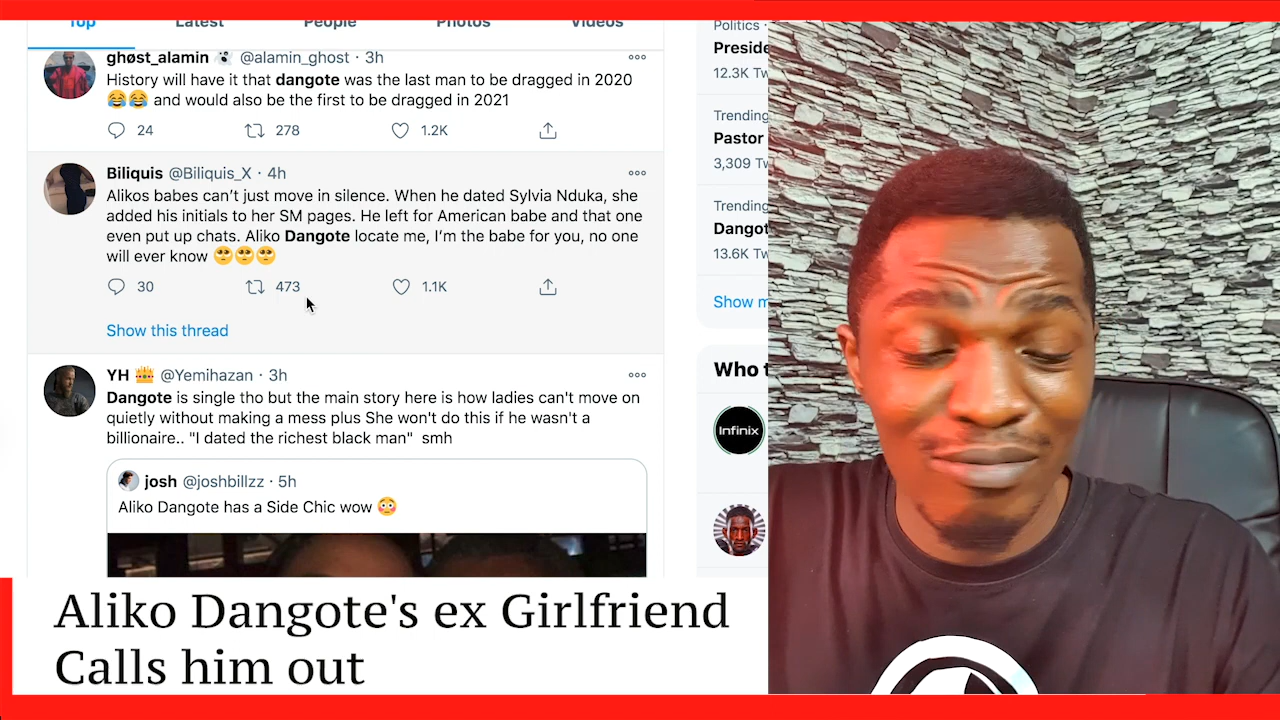 Top Latest People Photos Videos
ghøst_alamin @alamin_ghost · 3h
History will have it that dangote was the last man to be dragged in 2020
😂😂 and would also be the first to be dragged in 2021
24 278 1.2K
Biliquis @Biliquis_X · 4h
Alikos babes can’t just move in silence. When he dated Sylvia Nduka, she
added his initials to her SM pages. He left for American babe and that one
even put up chats. Aliko Dangote locate me, I’m the babe for you, no one
will ever know 🥺🥺🥺
30 473 1.1K
Show this thread
YH 👑 @Yemihazan · 3h
Dangote is single tho but the main story here is how ladies can't move on
quietly without making a mess plus She won't do this if he wasn't a
billionaire.. "I dated the richest black man" smh
josh @joshbillzz · 5h
Aliko Dangote has a Side Chic wow 😳
Politics ·
Preside
12.3K Tw
Trending
Pastor
3,309 Tw
Trending
Dangot
13.6K Tw
Show m
Who t
Infinix
Aliko Dangote's ex Girlfriend
Calls him out